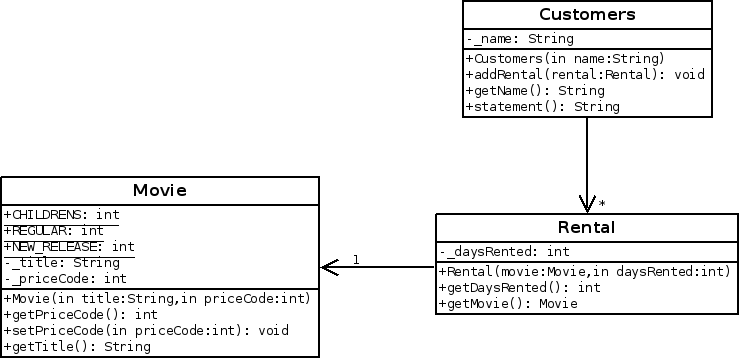 Customers
-_name: String
+Customers(in name:String)
+addRental(rental:Rental): void
+getName(): String
+statement(): String
*
Movie
+CHILDRENS: int
+REGULAR: int
+NEW_RELEASE: int
-_title: String
-_priceCode: int
+Movie(in title:String,in priceCode:int)
+getPriceCode(): int
+setPriceCode(in priceCode:int): void
+getTitle(): String
1
Rental
-_daysRented: int
+Rental(movie:Movie,in daysRented:int)
+getDaysRented(): int
+getMovie(): Movie